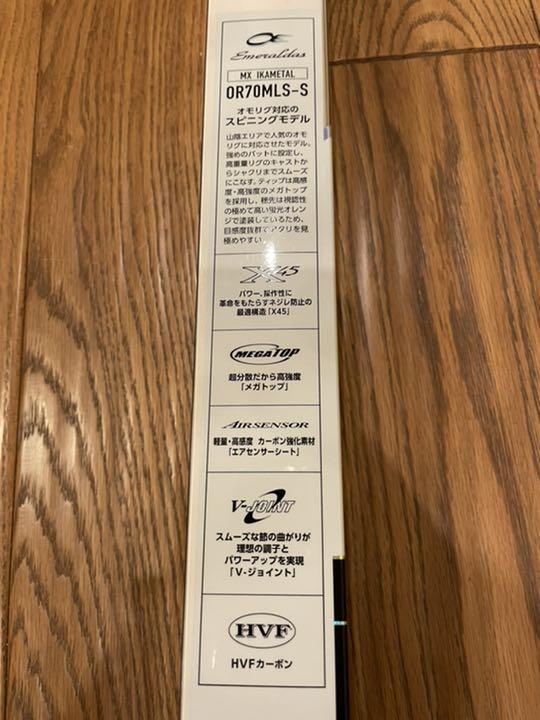 Emeraldas
MX IKAMETAL
OR70MLS-S
オモリグ対応の
スピニングモデル
山陰エリアで人気のオモ
リグに対応させたモデル。
強めのバットに設定し、
高重量リグのキャストか
らシャクリまでスムーズ
にこなす。ティップは高感
度・高強度のメガトップ
を採用し、穂先は視認性
の極めて高い蛍光オレン
ジで塗装しているため、
目感度抜群でアタリを見
極めやすい。
X45
パワー、操作性に
革命をもたらすネジレ防止の
最適構造「X45」
MEGATOP
超分散だから高強度
「メガトップ」
AIRSENSOR
軽量・高感度 カーボン強化素材
「エアセンサーシート」
V-JOINT
スムーズな節の曲がりが
理想の調子と
パワーアップを実現
「V-ジョイント」
HVF
HVFカーボン